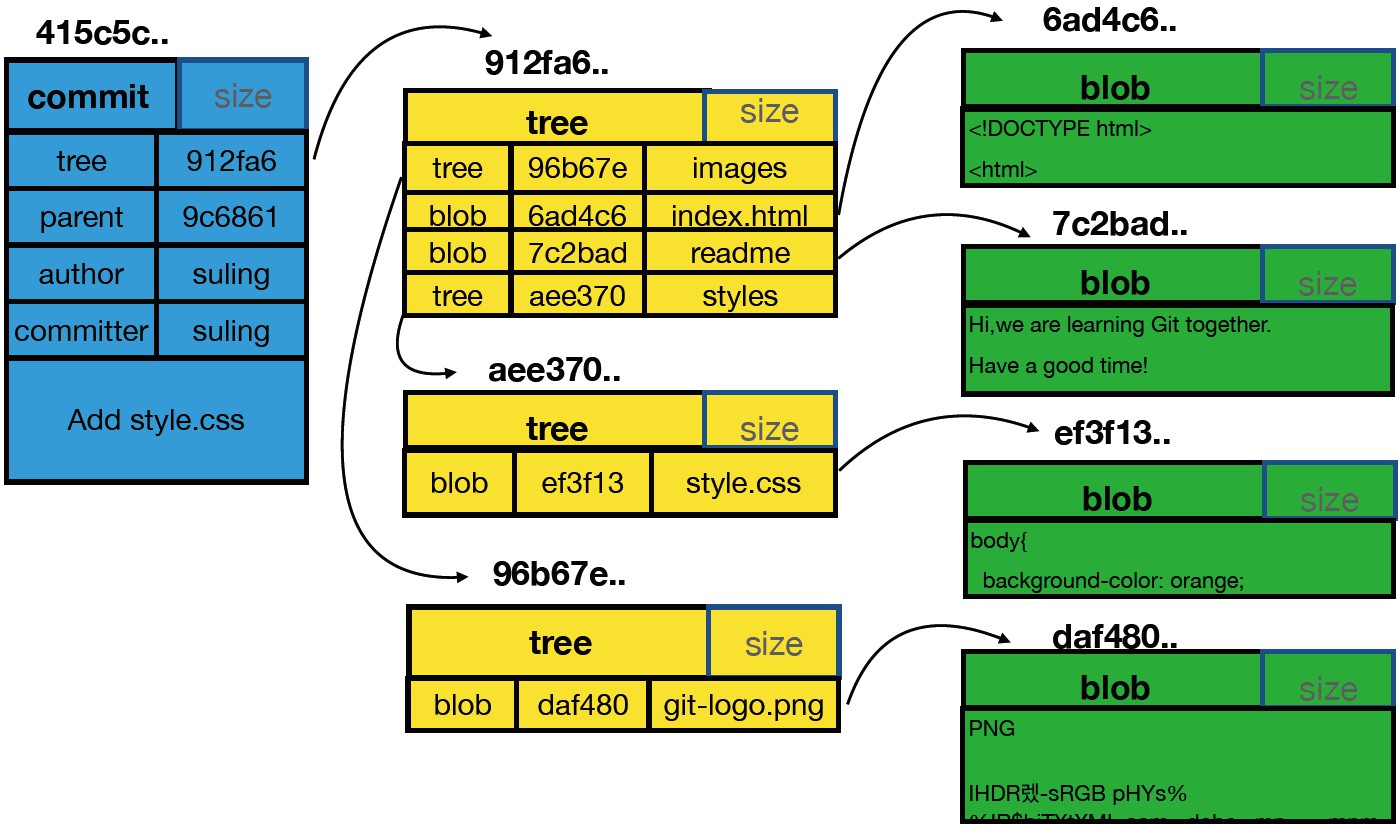 415c5c..
commit size
tree 912fa6
parent 9c6861
author suling
committer suling
Add style.css
912fa6..
tree size
tree 96b67e images
blob 6ad4c6 index.html
blob 7c2bad readme
tree aee370 styles
aee370..
tree size
blob ef3f13 style.css
96b67e..
tree size
blob daf480 git-logo.png
6ad4c6..
blob size
<!DOCTYPE html>
<html>
7c2bad..
blob size
Hi,we are learning Git together.
Have a good time!
ef3f13..
blob size
body{
background-color: orange;
daf480..
blob size
PNG
IHDR렜-sRGB pHYs%